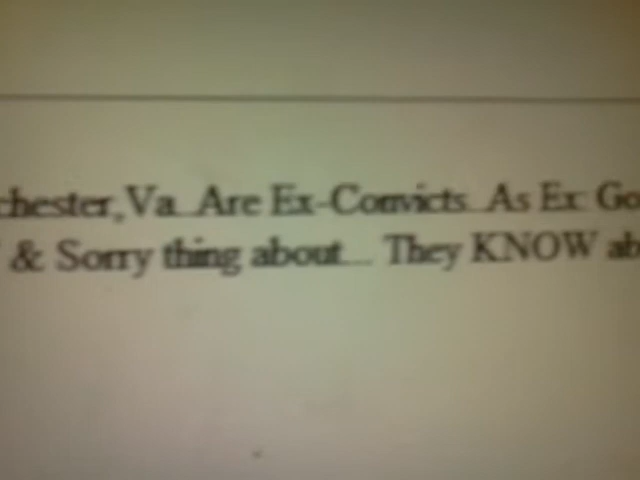 chester, Va. Are Ex-Convicts. As Ex: Go
& Sorry thing about... They KNOW ab